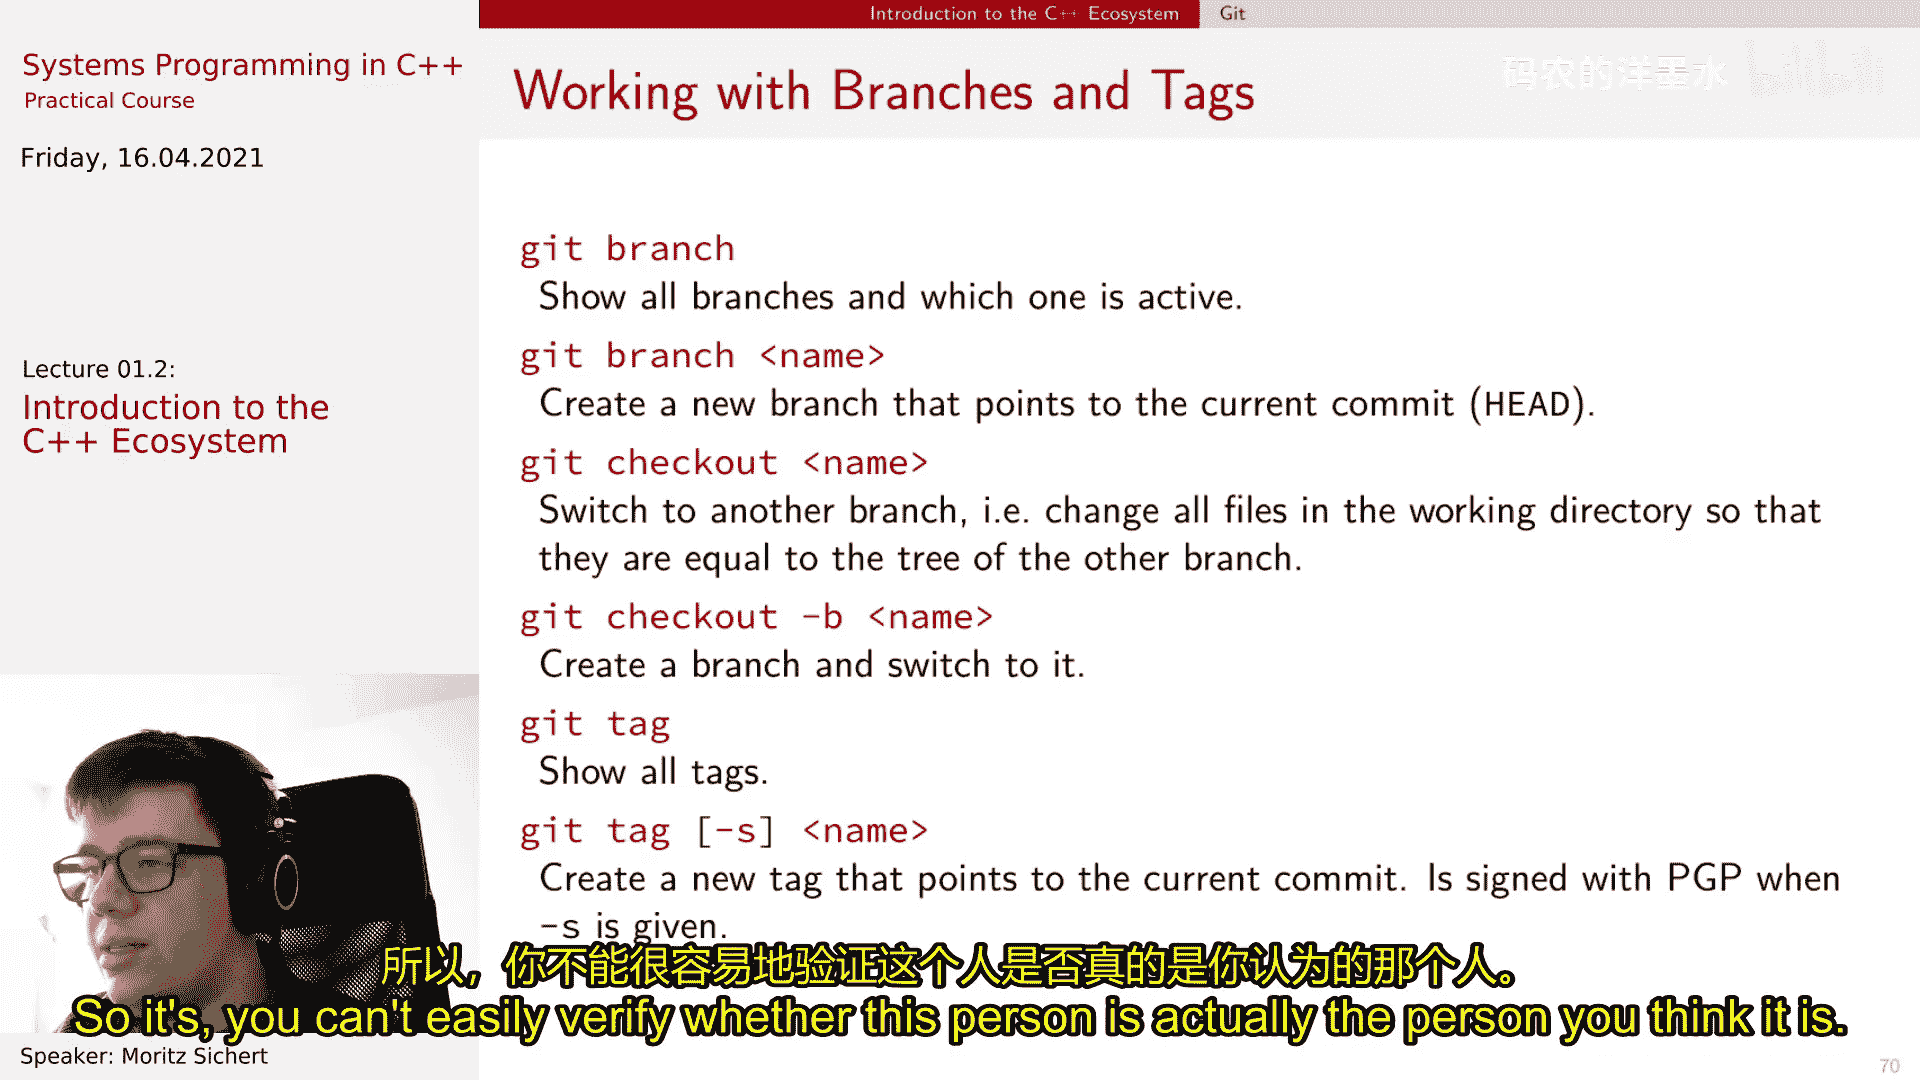 Introduction to the C++ Ecosystem
Git
Systems Programming in C++
Practical Course
Friday, 16.04.2021
Lecture 01.2:
Introduction to the
C++ Ecosystem
Working with Branches and Tags
码农的洋墨水
bilibili
git branch
Show all branches and which one is active.
git branch <name>
Create a new branch that points to the current commit (HEAD).
git checkout <name>
Switch to another branch, i.e. change all files in the working directory so that
they are equal to the tree of the other branch.
git checkout -b <name>
Create a branch and switch to it.
git tag
Show all tags.
git tag [-s] <name>
Create a new tag that points to the current commit. Is signed with PGP when
-s is given.
所以，你不能很容易地验证这个人是否真的是你认为的那个人。
So it's, you can't easily verify whether this person is actually the person you think it is.
Speaker: Moritz Sichert
70